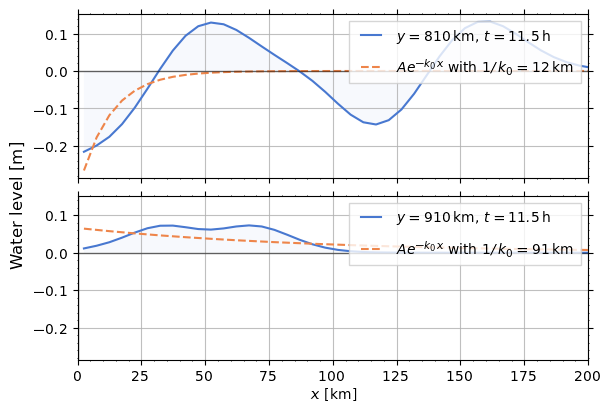 0.1
0.0
−0.1
−0.2
y = 810 km, t = 11.5 h
Ae^{−k₀x} with 1/k₀ = 12 km
Water level [m]
0.1
0.0
−0.1
−0.2
y = 910 km, t = 11.5 h
Ae^{−k₀x} with 1/k₀ = 91 km
0 25 50 75 100 125 150 175 200
x [km]